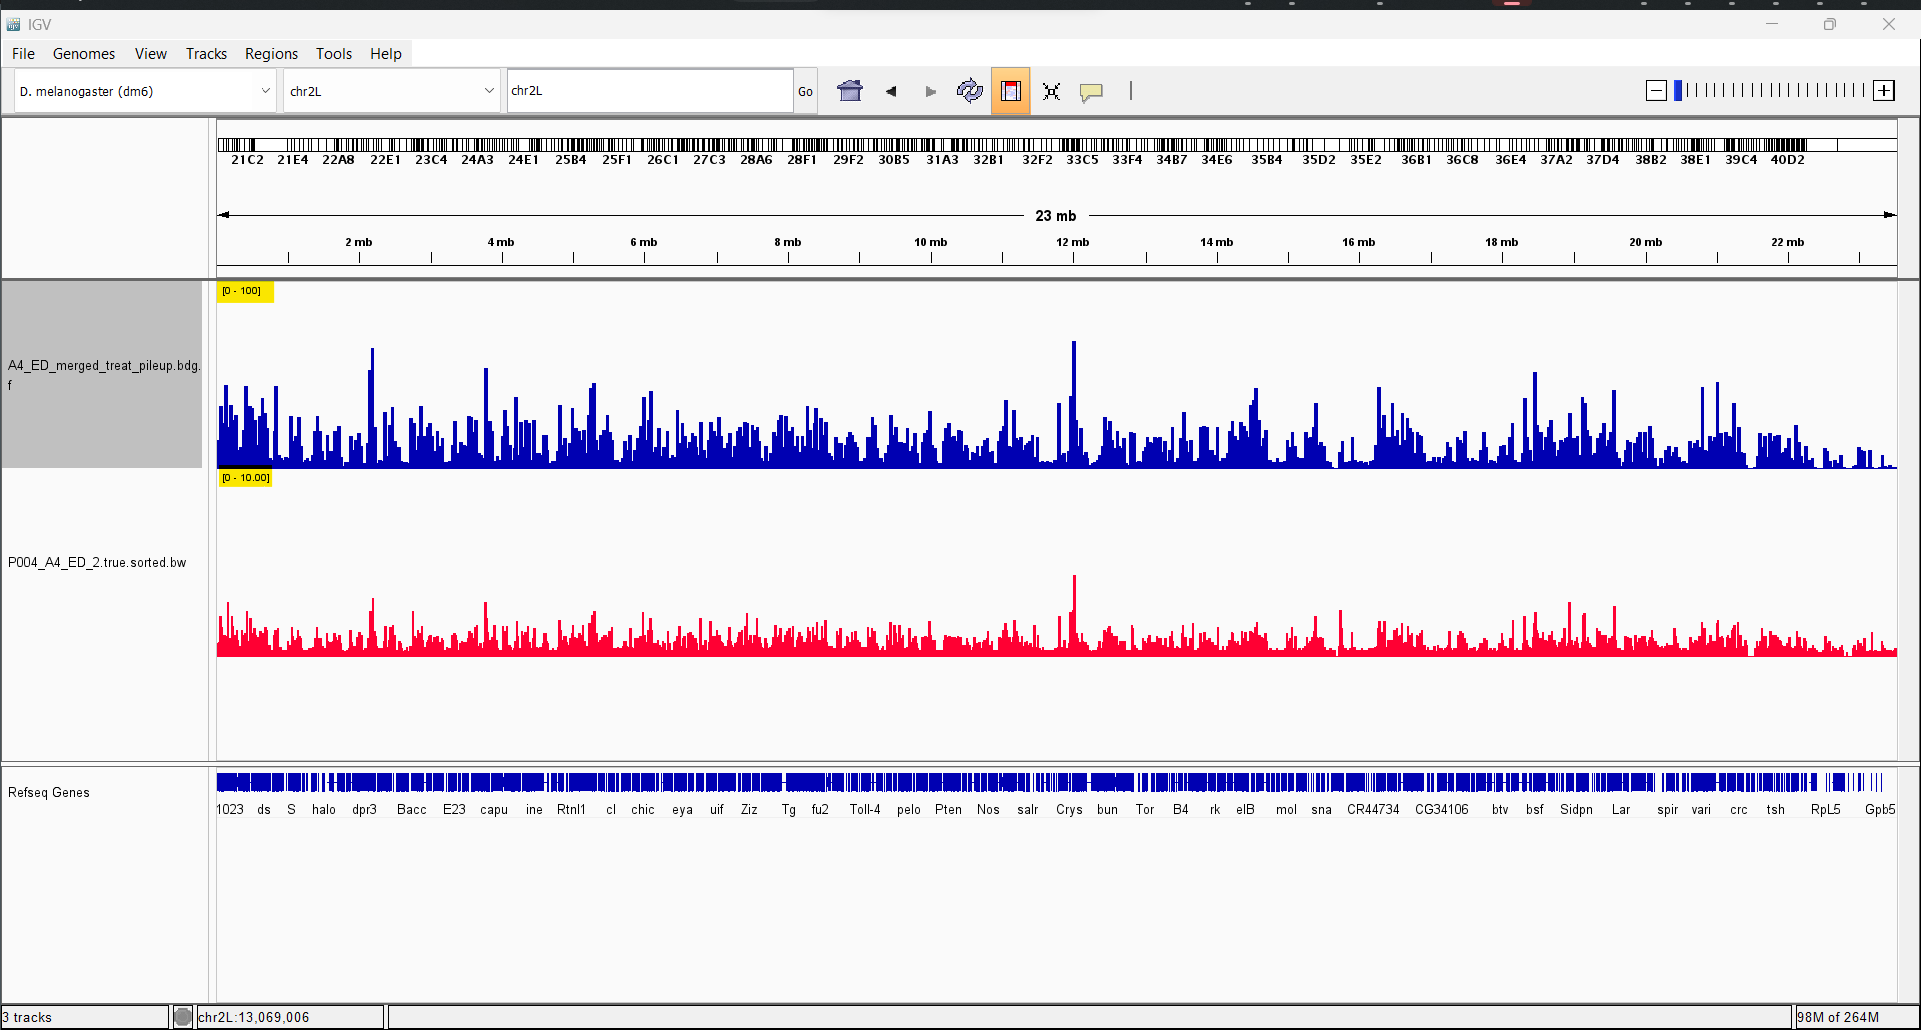 IGV
File Genomes View Tracks Regions Tools Help
D. melanogaster (dm6) chr2L chr2L Go
21C2 21E4 22A8 22E1 23C4 24A3 24E1 25B4 25F1 26C1 27C3 28A6 28F1 29F2 30B5 31A3 32B1 32F2 33C5 33F4 34B7 34E6 35B4 35D2 35E2 36B1 36C8 36E4 37A2 37D4 38B2 38E1 39C4 40D2
23 mb
2 mb 4 mb 6 mb 8 mb 10 mb 12 mb 14 mb 16 mb 18 mb 20 mb 22 mb
[0 - 100]
A4_ED_merged_treat_pileup.bdg.
f
[0 - 10.00]
P004_A4_ED_2.true.sorted.bw
Refseq Genes
1023 ds S halo dpr3 Bacc E23 capu ine Rtnl1 cl chic eya uif Ziz Tg fu2 Toll-4 pelo Pten Nos salr Crys bun Tor B4 rk elB mol sna CR44734 CG34106 btv bsf Sidpn Lar spir vari crc tsh RpL5 Gpb5
3 tracks chr2L:13,069,006 98M of 264M